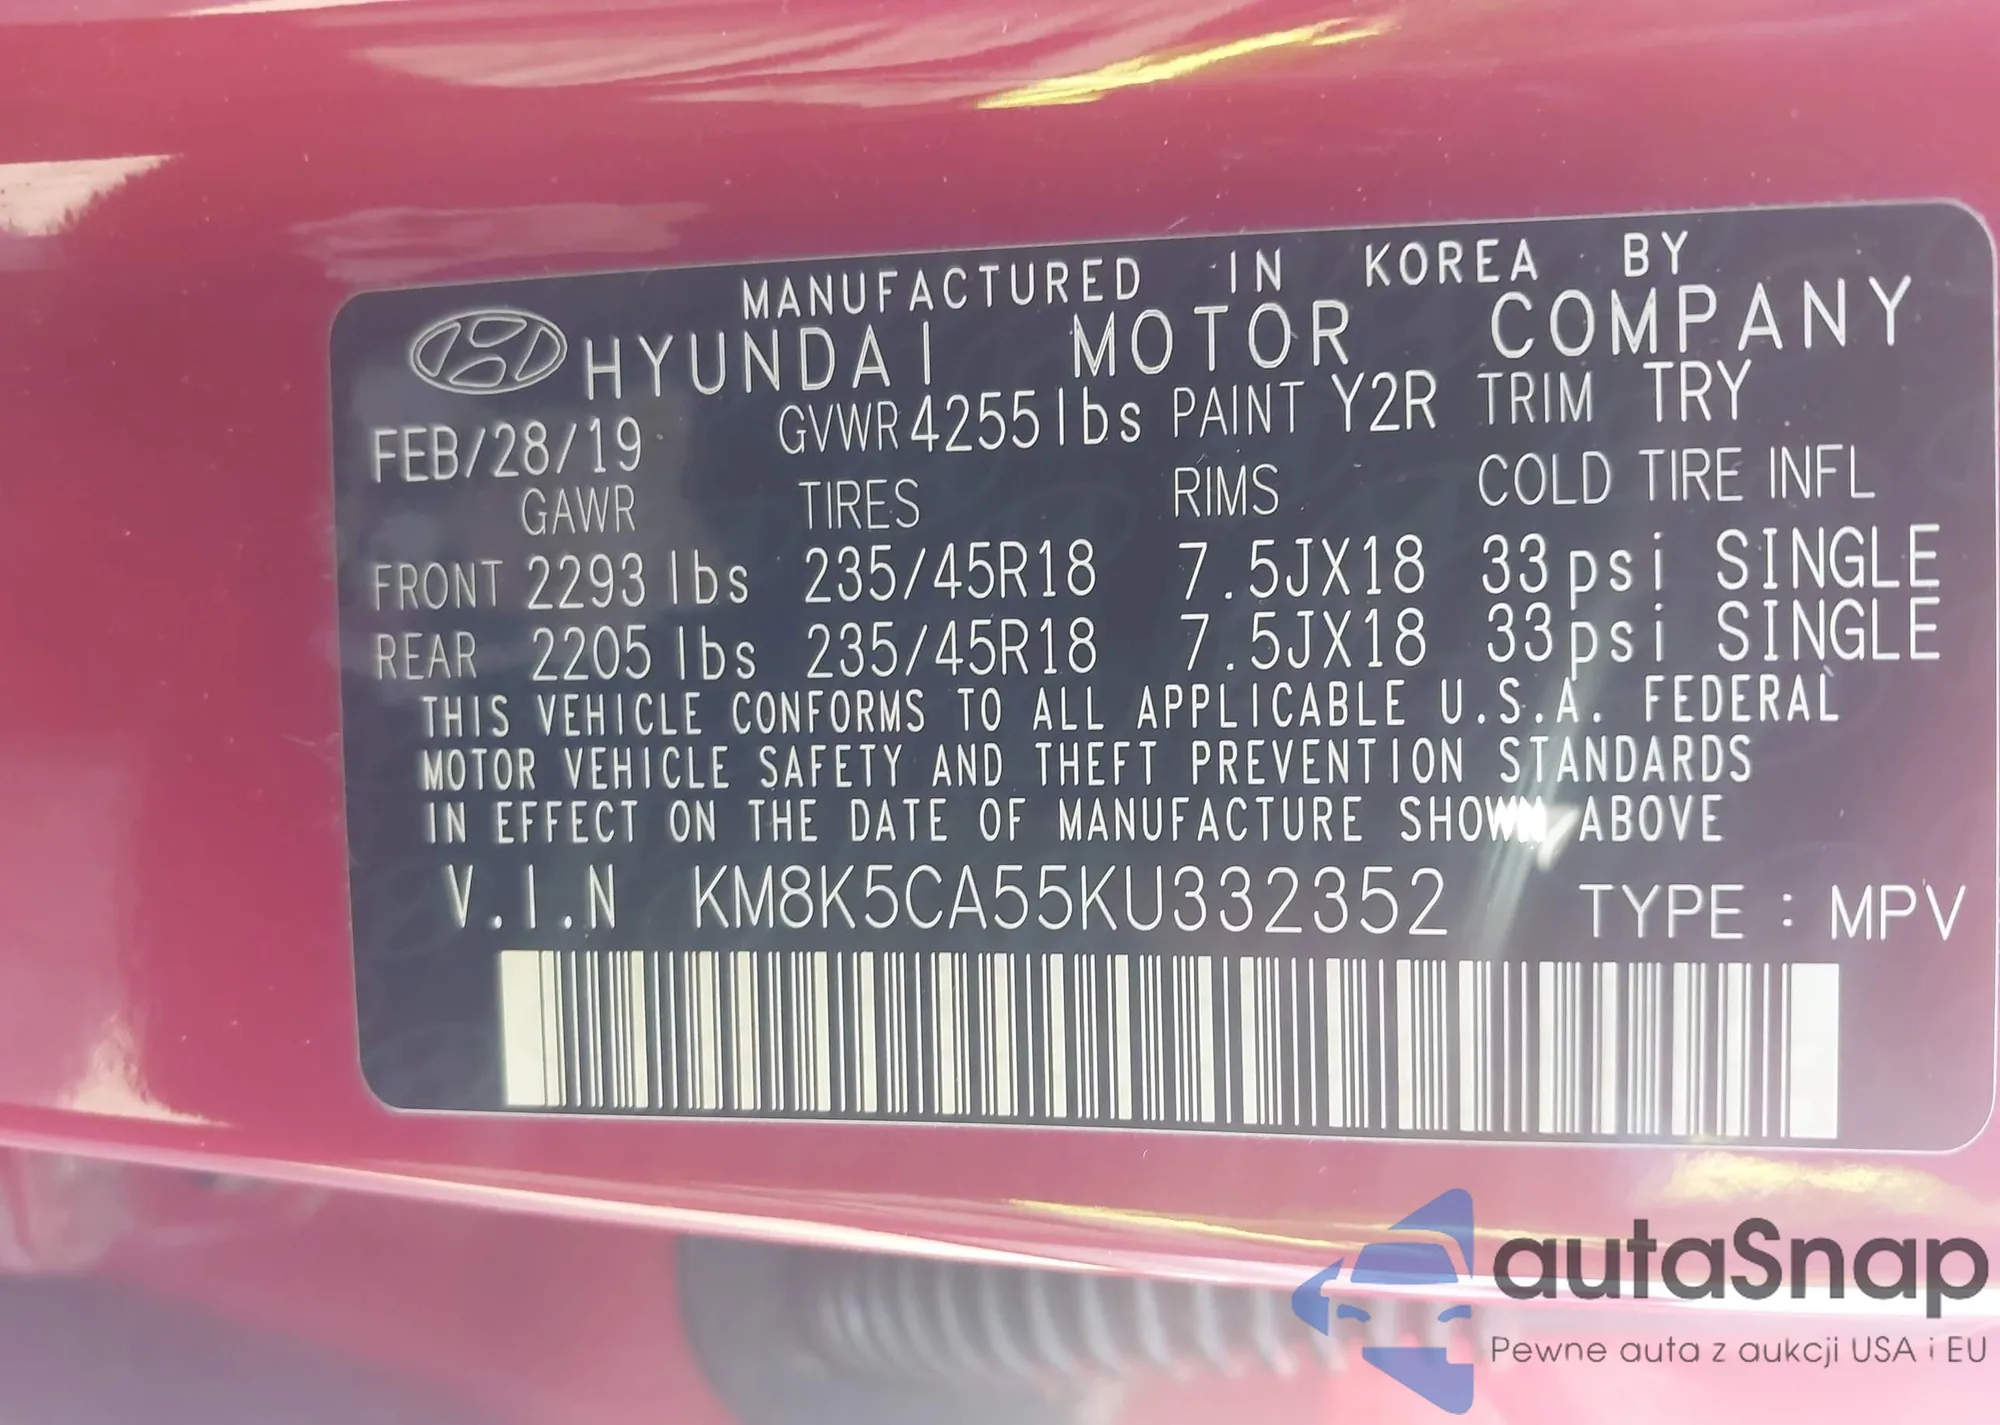 MANUFACTURED IN KOREA BY
HYUNDAI MOTOR COMPANY
FEB/28/19 GVWR 4255 lbs PAINT Y2R TRIM TRY
GAWR TIRES RIMS COLD TIRE INFL
FRONT 2293 lbs 235/45R18 7.5JX18 33psi SINGLE
REAR 2205 lbs 235/45R18 7.5JX18 33psi SINGLE
THIS VEHICLE CONFORMS TO ALL APPLICABLE U.S.A. FEDERAL
MOTOR VEHICLE SAFETY AND THEFT PREVENTION STANDARDS
IN EFFECT ON THE DATE OF MANUFACTURE SHOWN ABOVE
V.I.N KM8K5CA55KU332352 TYPE : MPV
autaSnap
Pewne auta z aukcji USA i EU